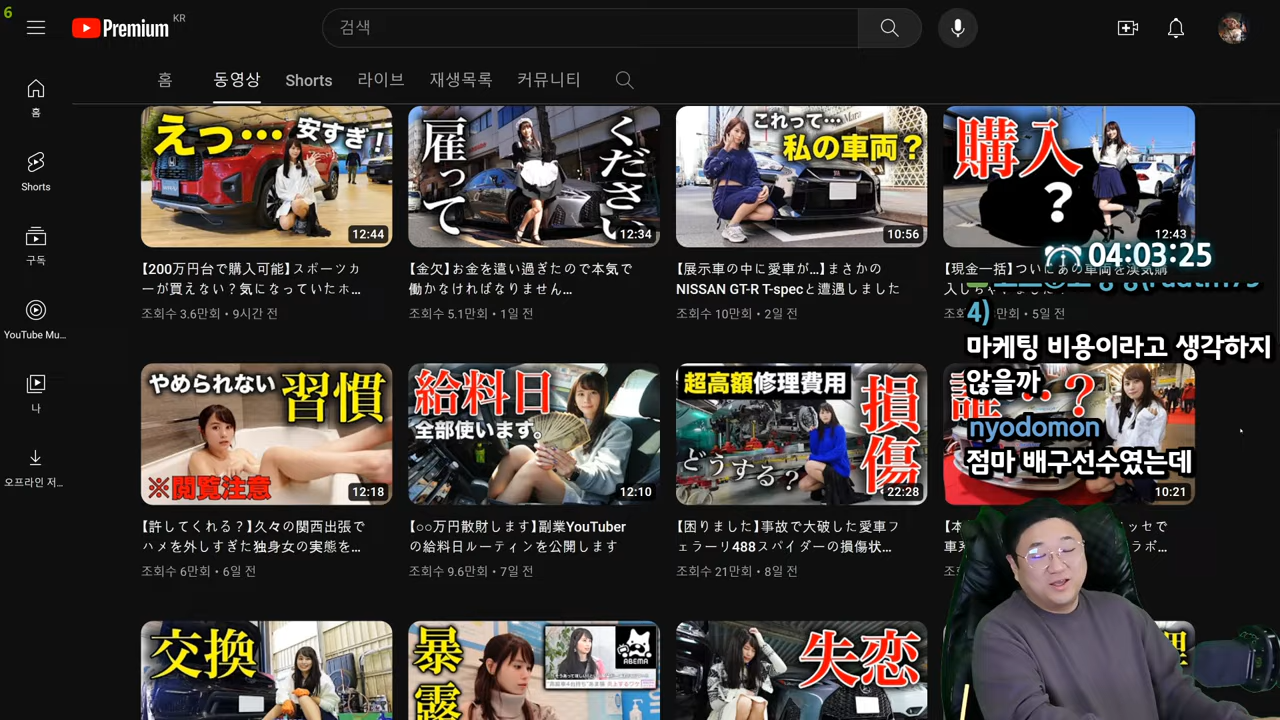 6
Premium KR
검색
홈
동영상
Shorts
라이브
재생목록
커뮤니티
홈
Shorts
구독
YouTube Mu...
나
오프라인 저...
えっ…
安すぎ!
12:44
【200万円台で購入可能】スポーツカ
ーが買えない？気になっていたホ...
조회수 3.6만회 • 9시간 전
雇って
ください
12:34
【金欠】お金を遣い過ぎたので本気で
働かなければなりません...
조회수 5.1만회 • 1일 전
これって…
私の車両？
10:56
【展示車の中に愛車が...】まさかの
NISSAN GT-R T-specと遭遇しました
조회수 10만회 • 2일 전
購入
？
12:43
【現金一括】
5일 전
04:03:25
4)
마케팅 비용이라고 생각하지
않을까
nyodomon
점마 배구선수였는데
やめられない
習慣
※閲覧注意
12:18
【許してくれる？】久々の関西出張で
ハメを外しすぎた独身女の実態を...
조회수 6만회 • 6일 전
給料日
全部使います。
12:10
【○○万円散財します】副業YouTuber
の給料日ルーティンを公開します
조회수 9.6만회 • 7일 전
超高額修理費用
損傷
どうする？
22:28
【困りました】事故で大破した愛車フ
ェラーリ488スパイダーの損傷状...
조회수 21만회 • 8일 전
誰…？
10:21
交換
暴露
ABEMA
失恋